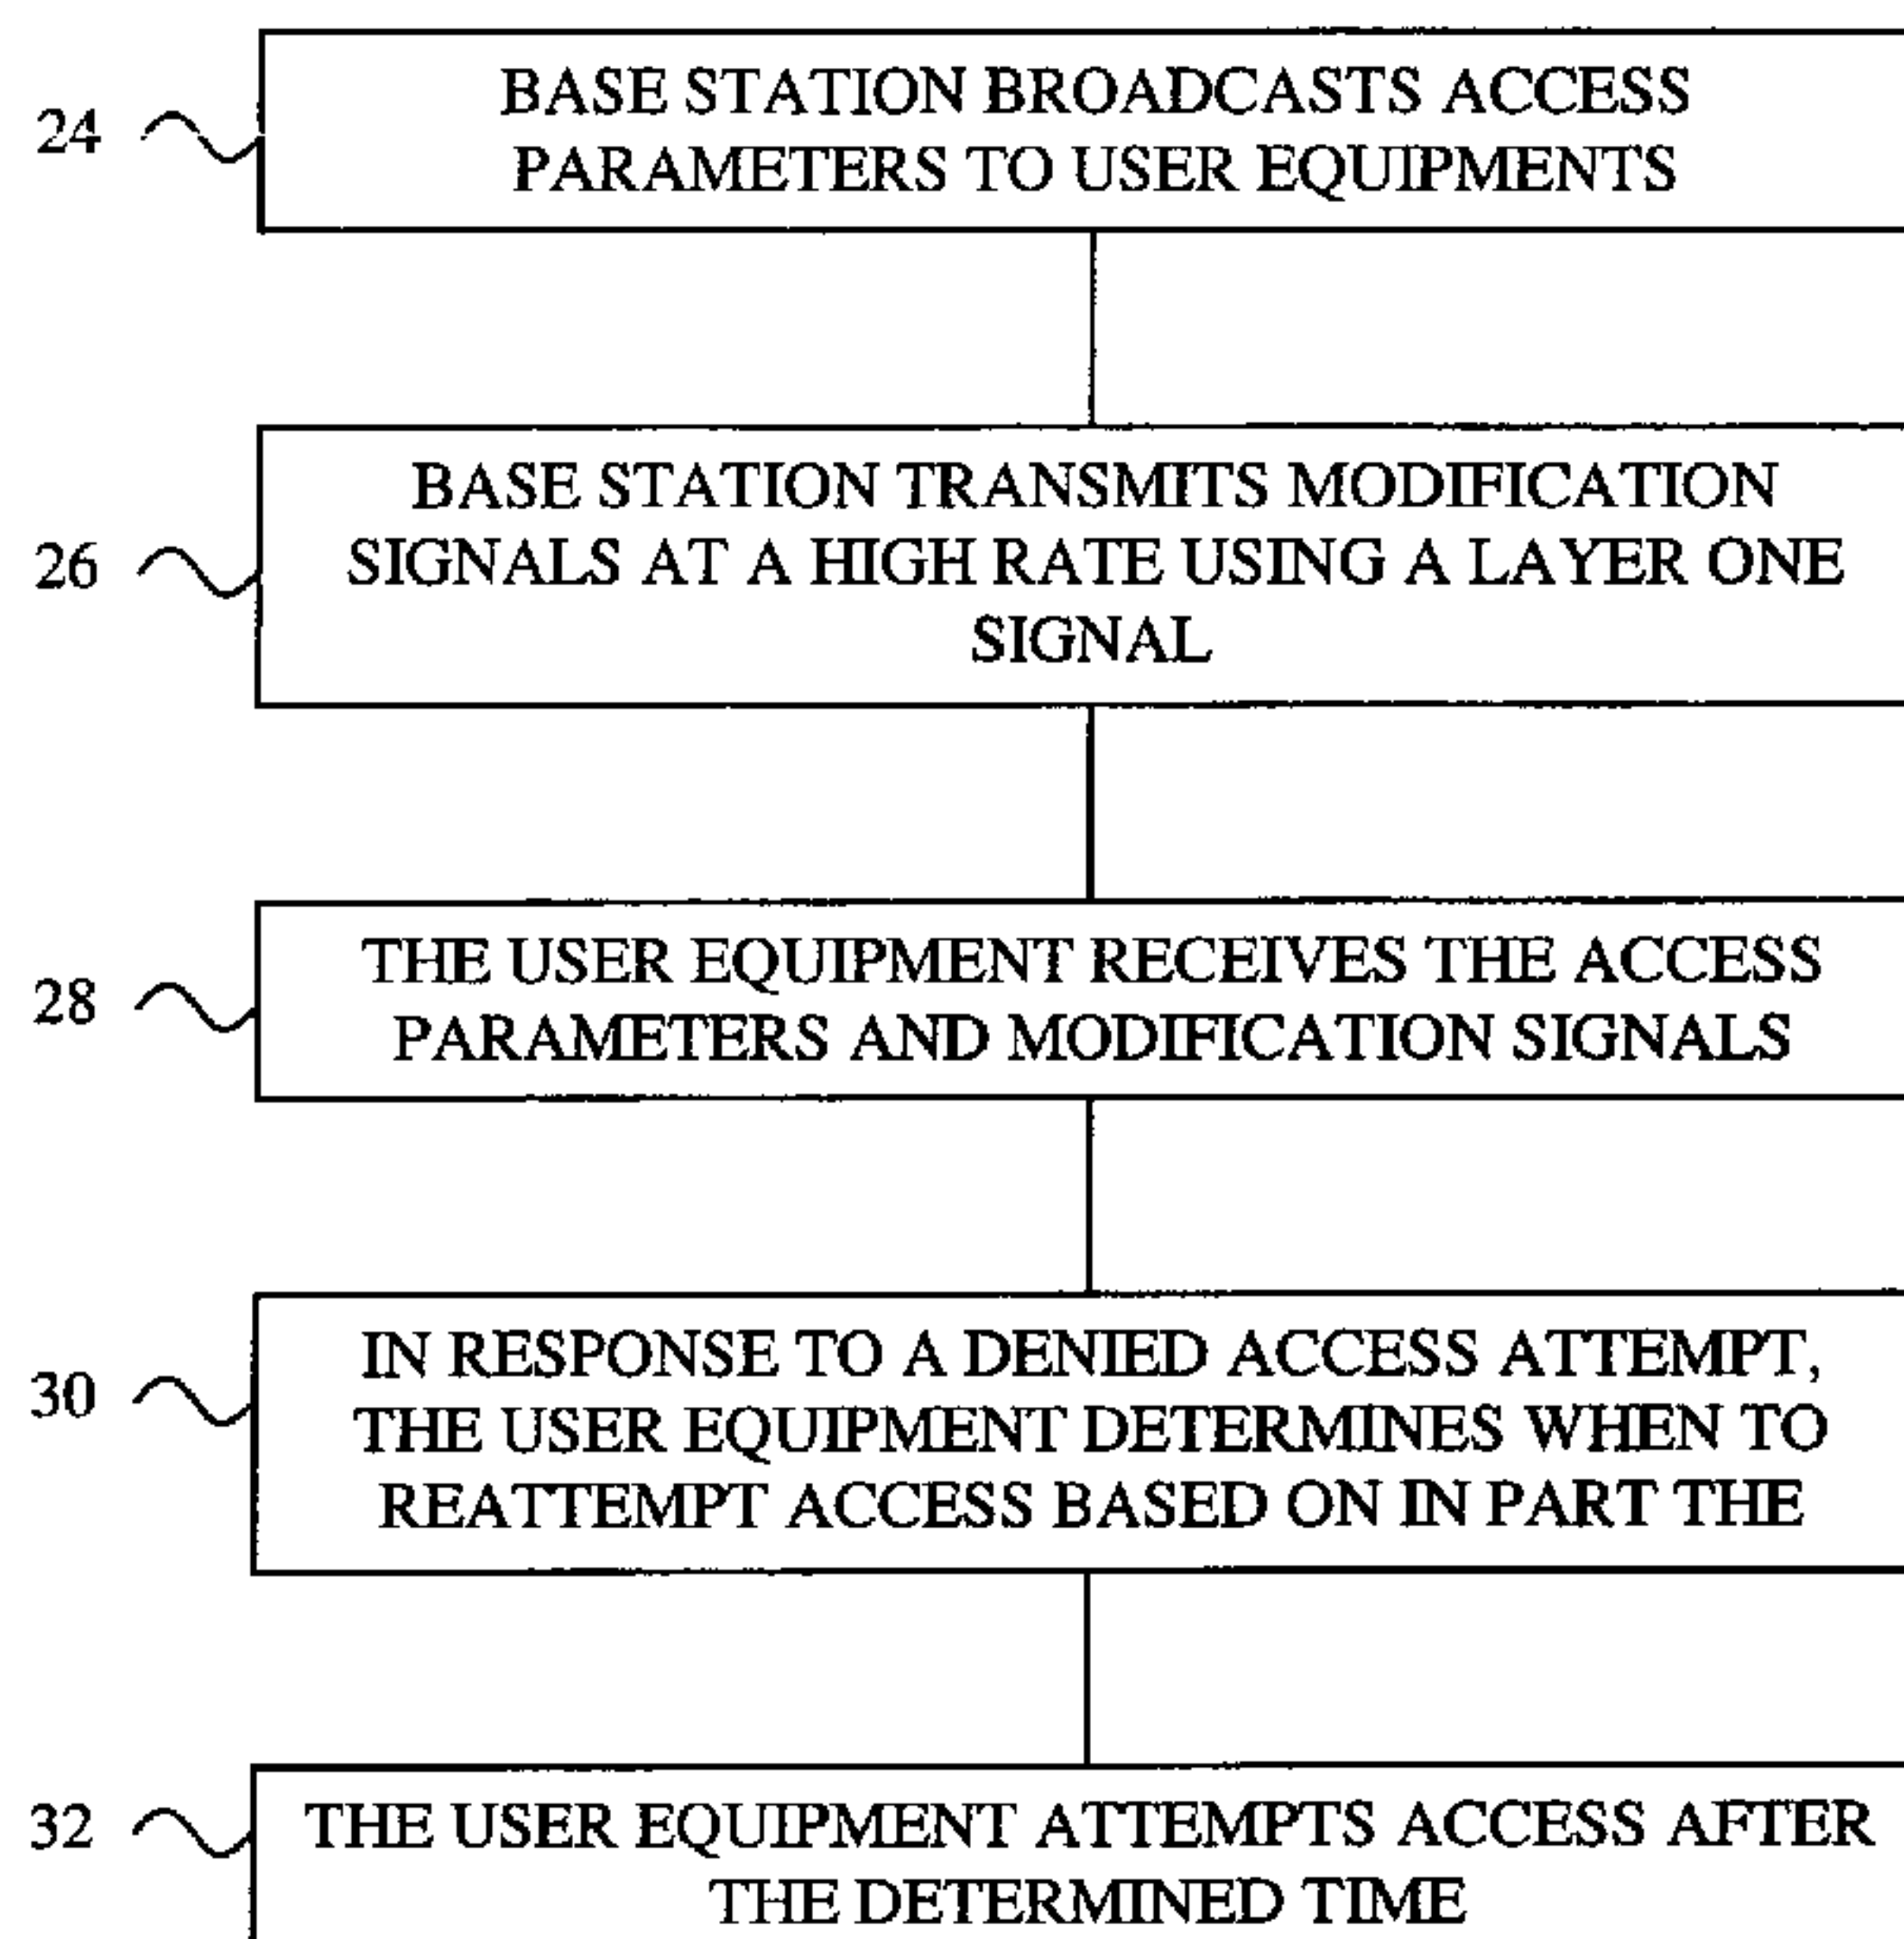 24
BASE STATION BROADCASTS ACCESS
PARAMETERS TO USER EQUIPMENTS
26
BASE STATION TRANSMITS MODIFICATION
SIGNALS AT A HIGH RATE USING A LAYER ONE
SIGNAL
28
THE USER EQUIPMENT RECEIVES THE ACCESS
PARAMETERS AND MODIFICATION SIGNALS
30
IN RESPONSE TO A DENIED ACCESS ATTEMPT,
THE USER EQUIPMENT DETERMINES WHEN TO
REATTEMPT ACCESS BASED ON IN PART THE
32
THE USER EQUIPMENT ATTEMPTS ACCESS AFTER
THE DETERMINED TIME